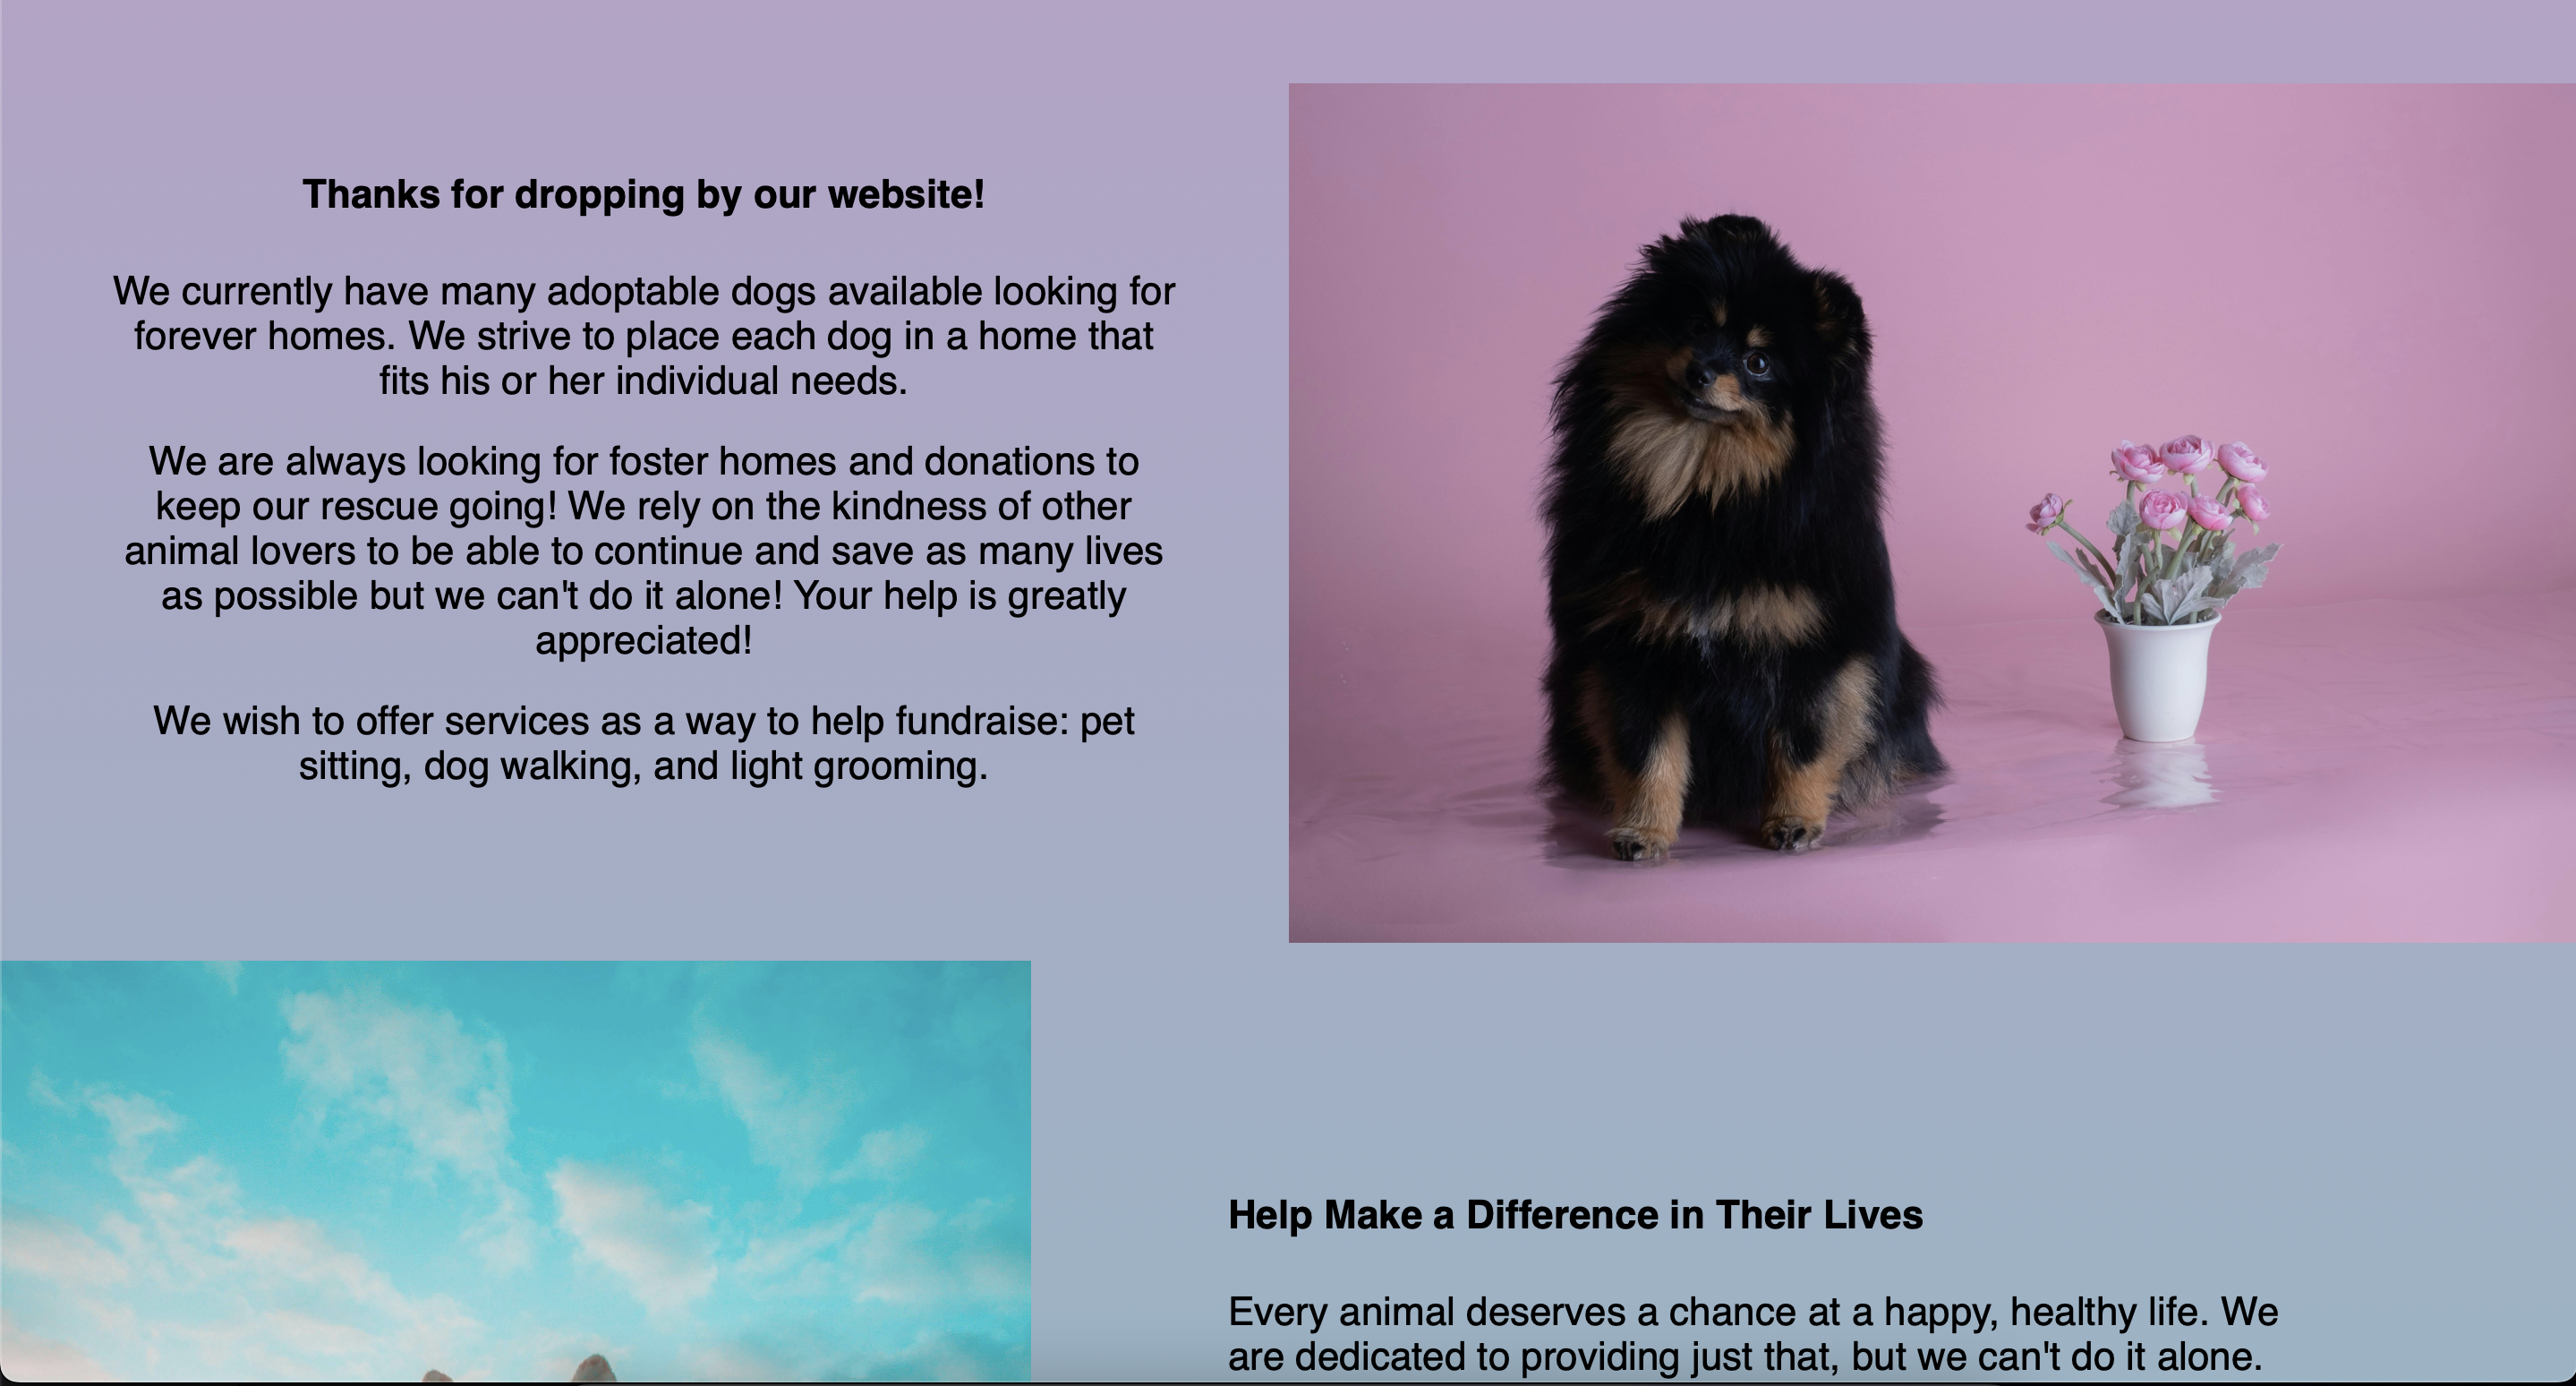 Thanks for dropping by our website!
We currently have many adoptable dogs available looking for
forever homes. We strive to place each dog in a home that
fits his or her individual needs.
We are always looking for foster homes and donations to
keep our rescue going! We rely on the kindness of other
animal lovers to be able to continue and save as many lives
as possible but we can't do it alone! Your help is greatly
appreciated!
We wish to offer services as a way to help fundraise: pet
sitting, dog walking, and light grooming.
Help Make a Difference in Their Lives
Every animal deserves a chance at a happy, healthy life. We
are dedicated to providing just that, but we can't do it alone.